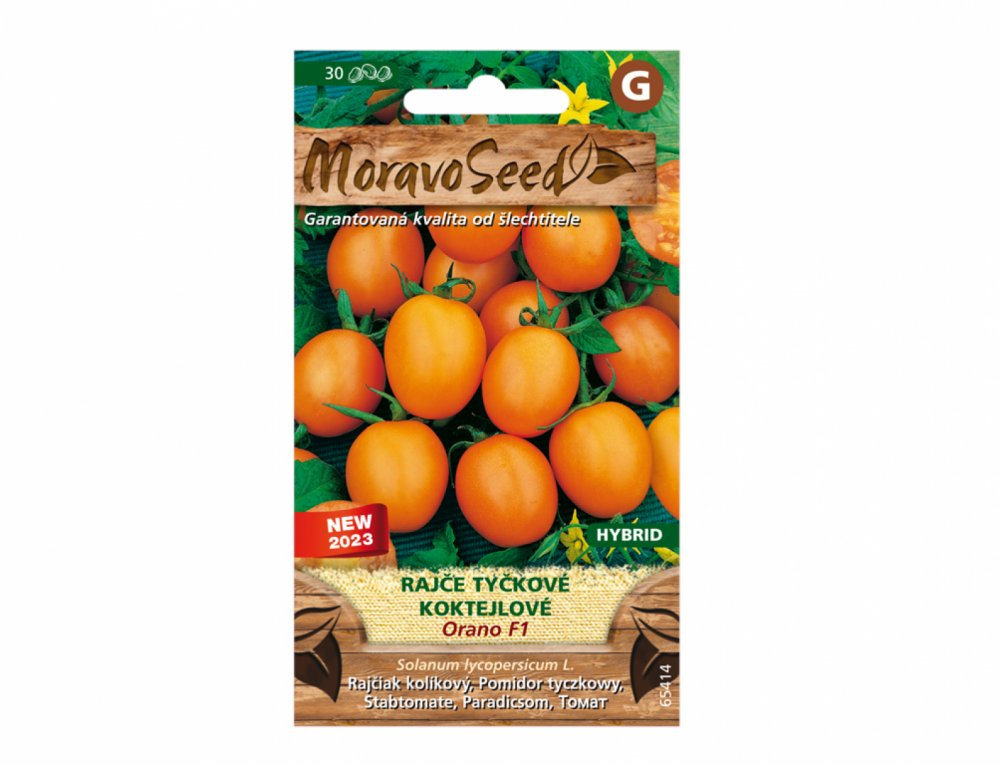 30
G
MoravoSeed
Garantovaná kvalita od šlechtitele
NEW
2023
HYBRID
RAJČE TYČKOVÉ
KOKTEJLOVÉ
Orano F1
Solanum lycopersicum L.
Rajčiak kolíkový, Pomidor tyczkowy,
Stabtomate, Paradicsom, Томат
65414